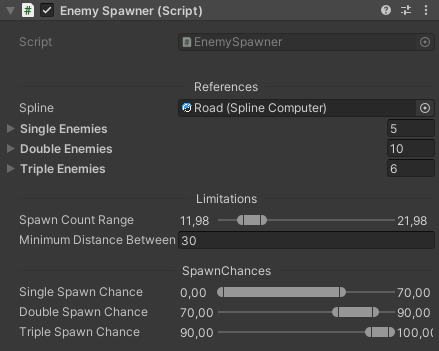 Enemy Spawner (Script)
Script EnemySpawner
References
Spline Road (Spline Computer)
Single Enemies 5
Double Enemies 10
Triple Enemies 6
Limitations
Spawn Count Range 11,98 21,98
Minimum Distance Between 30
SpawnChances
Single Spawn Chance 0,00 70,00
Double Spawn Chance 70,00 90,00
Triple Spawn Chance 90,00 100,0